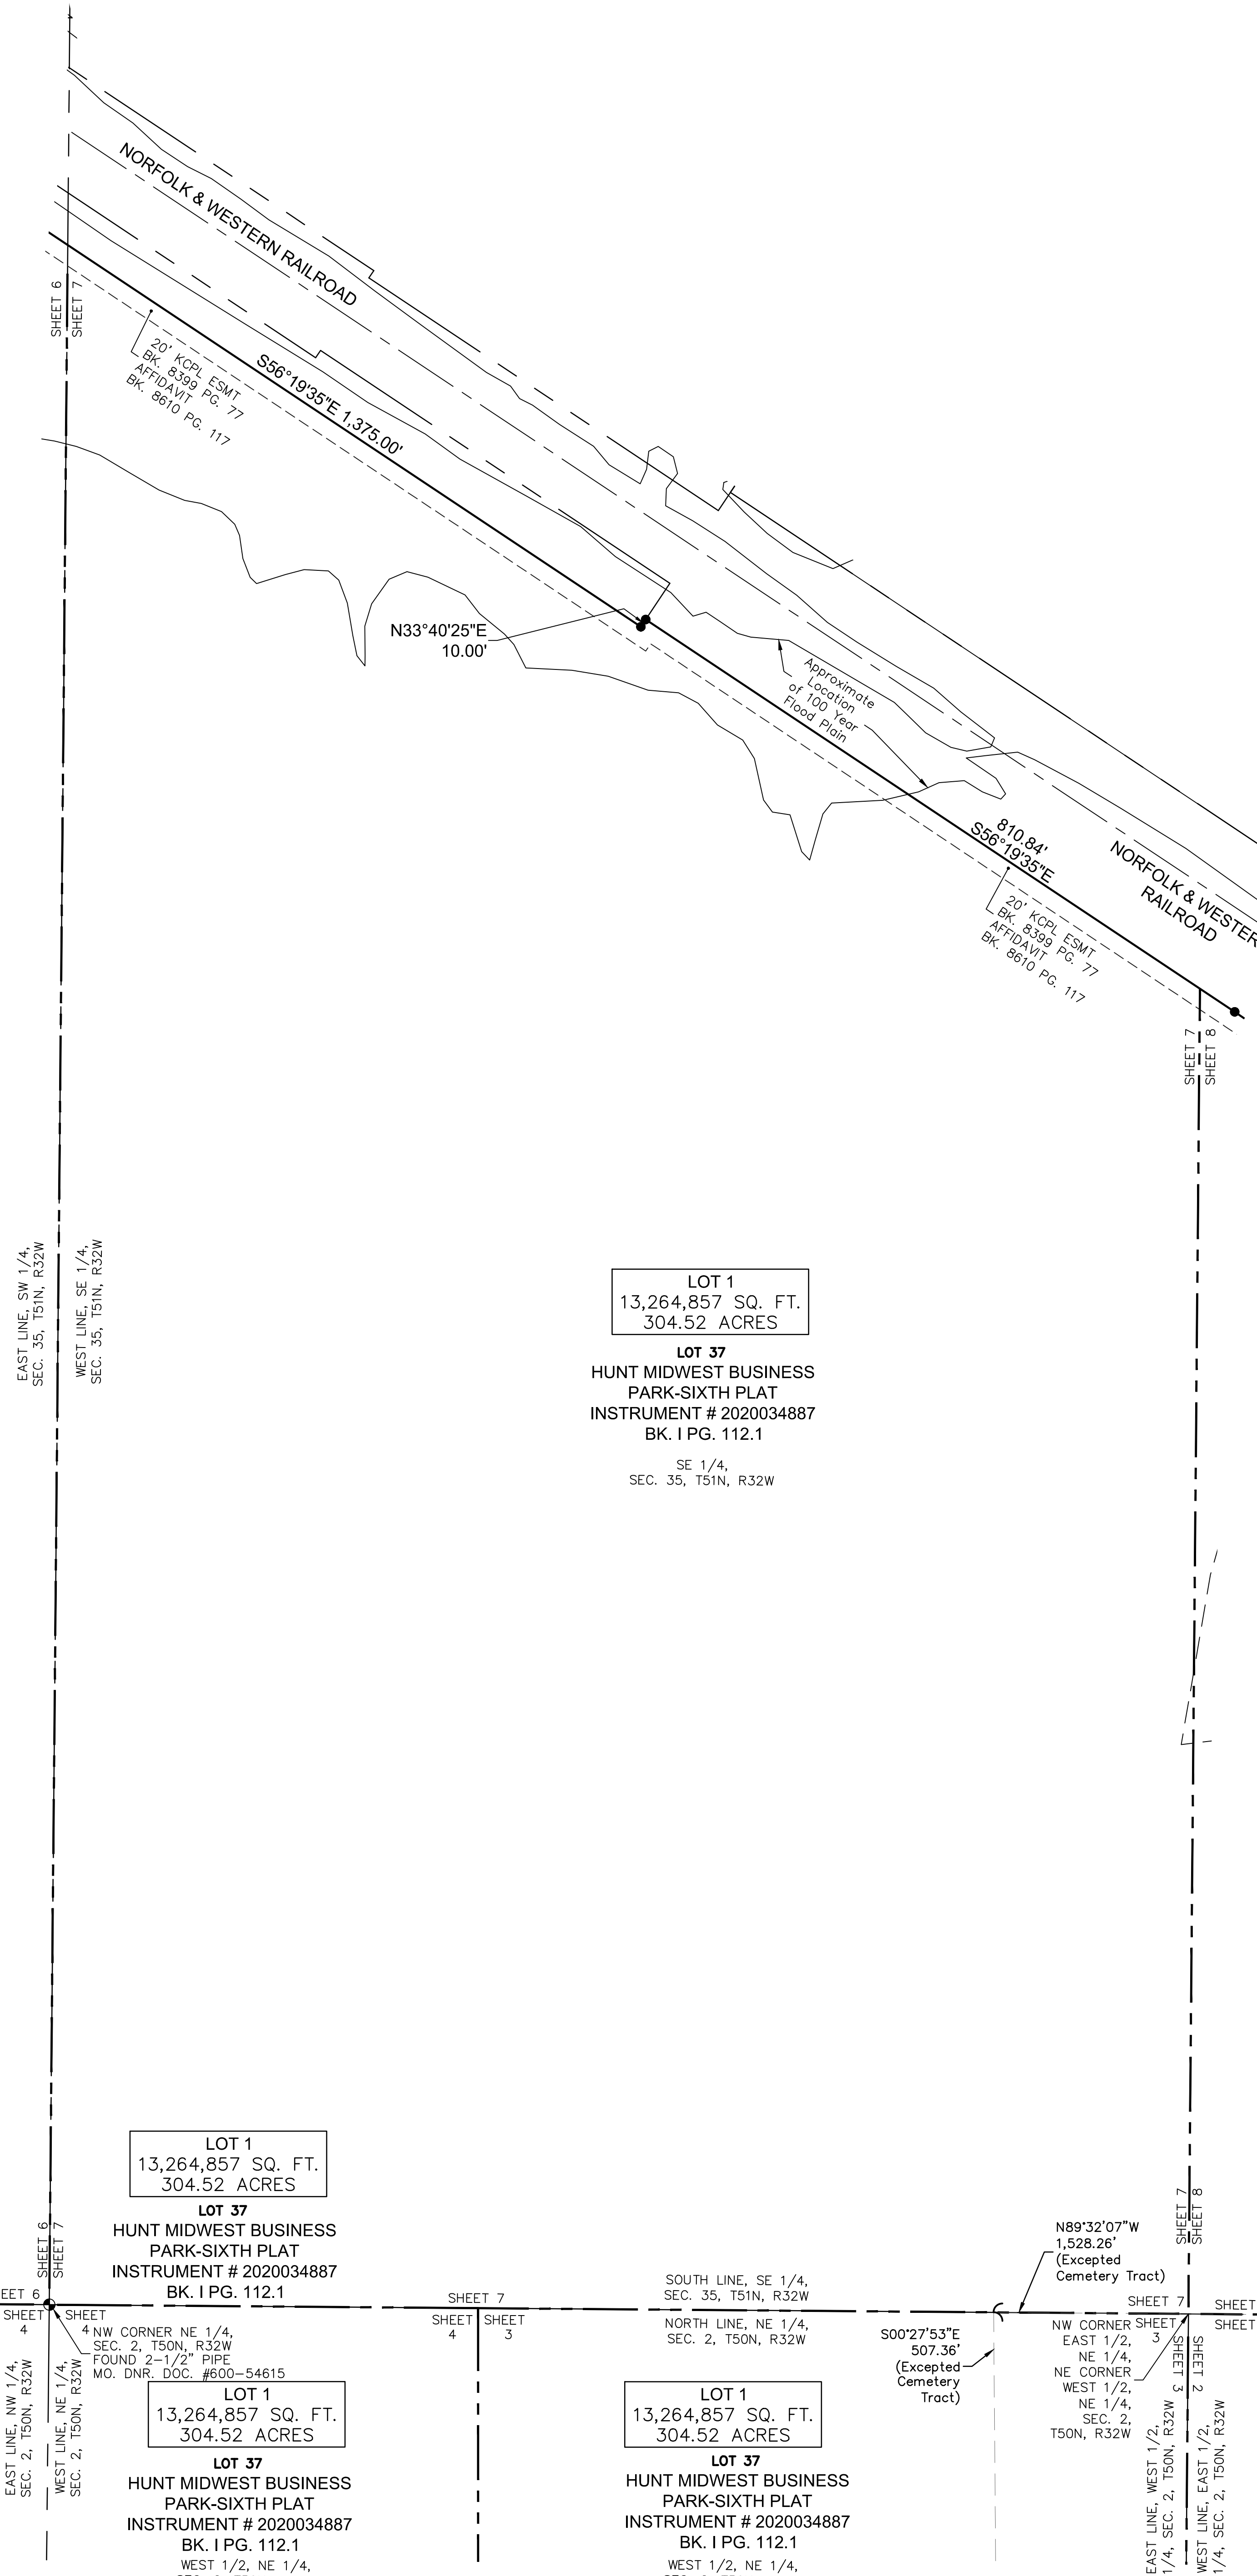 NORFOLK & WESTERN RAILROAD
SHEET 6
SHEET 7
20' KCPL ESMT
BK. 8399 PG. 77
AFFIDAVIT
BK. 8610 PG. 117
S56°19'35"E 1,375.00'
N33°40'25"E
10.00'
Approximate
Location
of 100 Year
Flood Plain
810.84'
S56°19'35"E
NORFOLK & WESTER
RAILROAD
20' KCPL ESMT
BK. 8399 PG. 77
AFFIDAVIT
BK. 8610 PG. 117
SHEET 7
SHEET 8
EAST LINE, SW 1/4,
SEC. 35, T51N, R32W
WEST LINE, SE 1/4,
SEC. 35, T51N, R32W
LOT 1
13,264,857 SQ. FT.
304.52 ACRES
LOT 37
HUNT MIDWEST BUSINESS
PARK-SIXTH PLAT
INSTRUMENT # 2020034887
BK. I PG. 112.1
SE 1/4,
SEC. 35, T51N, R32W
LOT 1
13,264,857 SQ. FT.
304.52 ACRES
LOT 37
HUNT MIDWEST BUSINESS
PARK-SIXTH PLAT
INSTRUMENT # 2020034887
BK. I PG. 112.1
SHEET 6
SHEET 7
SHEET 7
SHEET 8
N89°32'07"W
1,528.26'
(Excepted
Cemetery Tract)
EET 6
SHEET
4
SHEET
4
NW CORNER NE 1/4,
SEC. 2, T50N, R32W
FOUND 2-1/2" PIPE
MO. DNR. DOC. #600-54615
SHEET 7
SHEET
4
SHEET
3
SOUTH LINE, SE 1/4,
SEC. 35, T51N, R32W
NORTH LINE, NE 1/4,
SEC. 2, T50N, R32W
S00°27'53"E
507.36'
(Excepted
Cemetery
Tract)
SHEET 7
SHEET
SHEET
SHEET
3
NW CORNER
EAST 1/2,
NE 1/4,
NE CORNER
WEST 1/2,
NE 1/4,
SEC. 2,
T50N, R32W
SHEET 3
SHEET 2
EAST LINE, NW 1/4,
SEC. 2, T50N, R32W
WEST LINE, NE 1/4,
SEC. 2, T50N, R32W
LOT 1
13,264,857 SQ. FT.
304.52 ACRES
LOT 37
HUNT MIDWEST BUSINESS
PARK-SIXTH PLAT
INSTRUMENT # 2020034887
BK. I PG. 112.1
WEST 1/2, NE 1/4,
LOT 1
13,264,857 SQ. FT.
304.52 ACRES
LOT 37
HUNT MIDWEST BUSINESS
PARK-SIXTH PLAT
INSTRUMENT # 2020034887
BK. I PG. 112.1
WEST 1/2, NE 1/4,
EAST LINE, WEST 1/2,
1/4, SEC. 2, T50N, R32W
WEST LINE, EAST 1/2,
1/4, SEC. 2, T50N, R32W